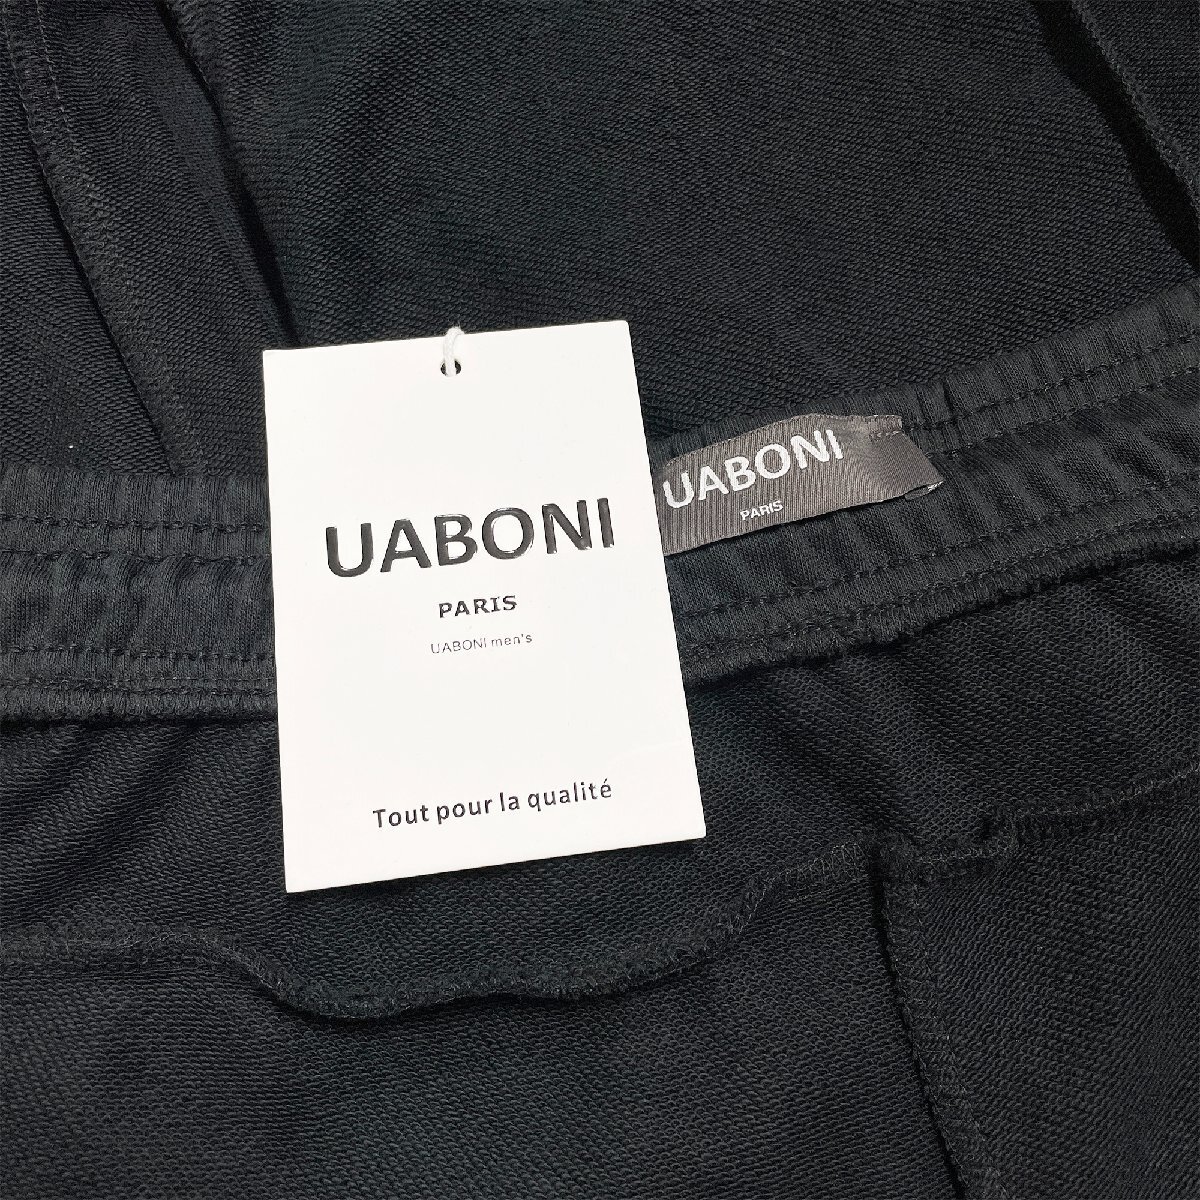 UABONI
PARIS
UABONI men's
Tout pour la qualité
UABONI
PARIS